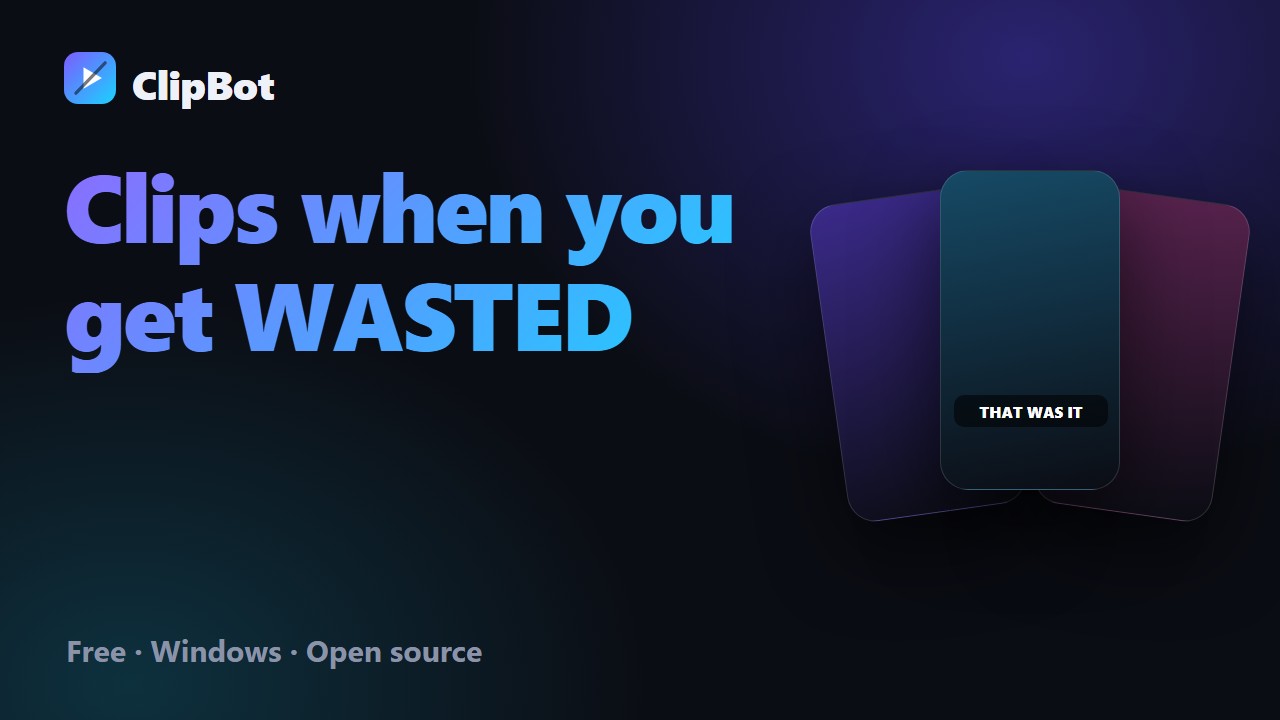 ClipBot
Clips when you
get WASTED
THAT WAS IT
Free · Windows · Open source